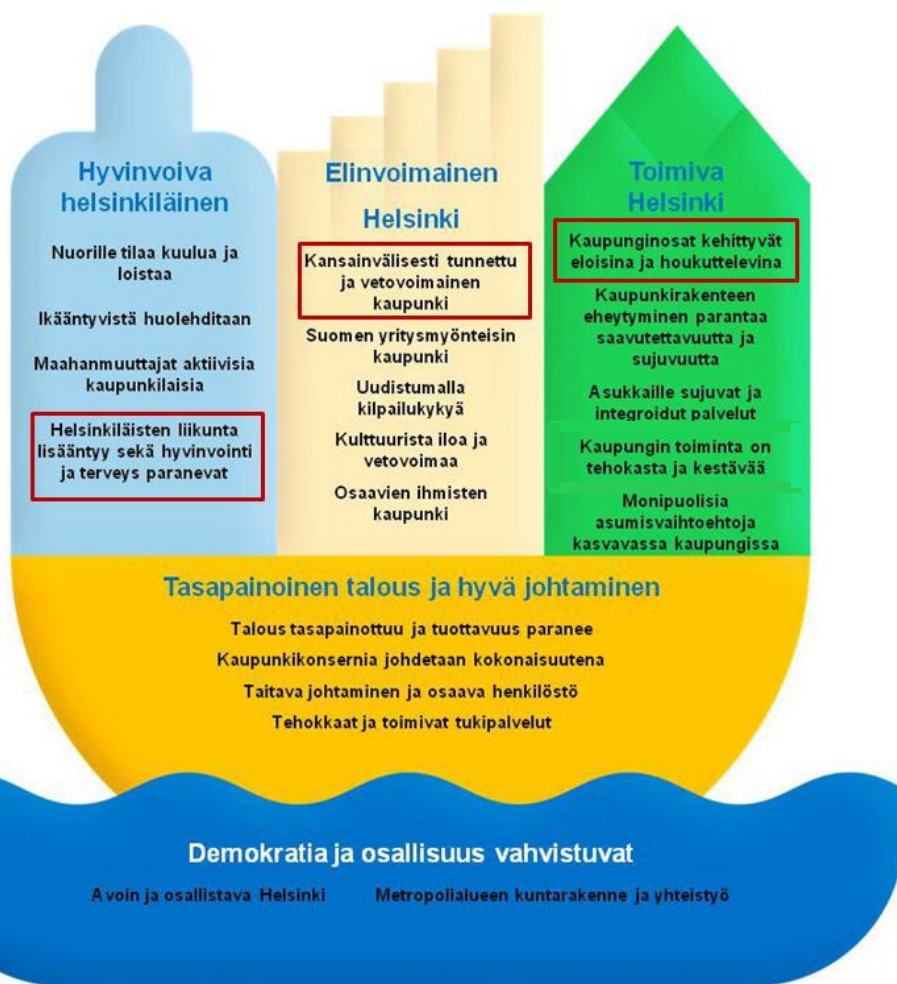 Hyvinvoiva
helsinkiläinen
Nuorille tilaa kuulua ja
loistaa
Ikääntyvistä huolehditaan
Maahanmuuttajat aktiivisia
kaupunkilaisia
Helsinkiläisten liikunta
lisääntyy sekä hyvinvointi
ja terveys paranevat
Elinvoimainen
Helsinki
Kansainvälisesti tunnettu
ja vetovoimainen
kaupunki
Suomen yritysmyönteisin
kaupunki
Uudistumalla
kilpailukykyä
Kulttuurista iloa ja
vetovoimaa
Osaavien ihmisten
kaupunki
Toimiva
Helsinki
Kaupunginosat kehittyvät
eloisina ja houkuttelevina
Kaupunkirakenteen
eheytyminen parantaa
saavutettavuutta ja
sujuvuutta
Asukkaille sujuvat ja
integroidut palvelut
Kaupungin toiminta on
tehokasta ja kestävää
Monipuolisia
asumisvaihtoehtoja
kasvavassa kaupungissa
Tasapainoinen talous ja hyvä johtaminen
Talous tasapainottuu ja tuottavuus paranee
Kaupunkikonsernia johdetaan kokonaisuutena
Taitava johtaminen ja osaava henkilöstö
Tehokkaat ja toimivat tukipalvelut
Demokratia ja osallisuus vahvistuvat
Avoin ja osallistava Helsinki Metropolialueen kuntarakenne ja yhteistyö